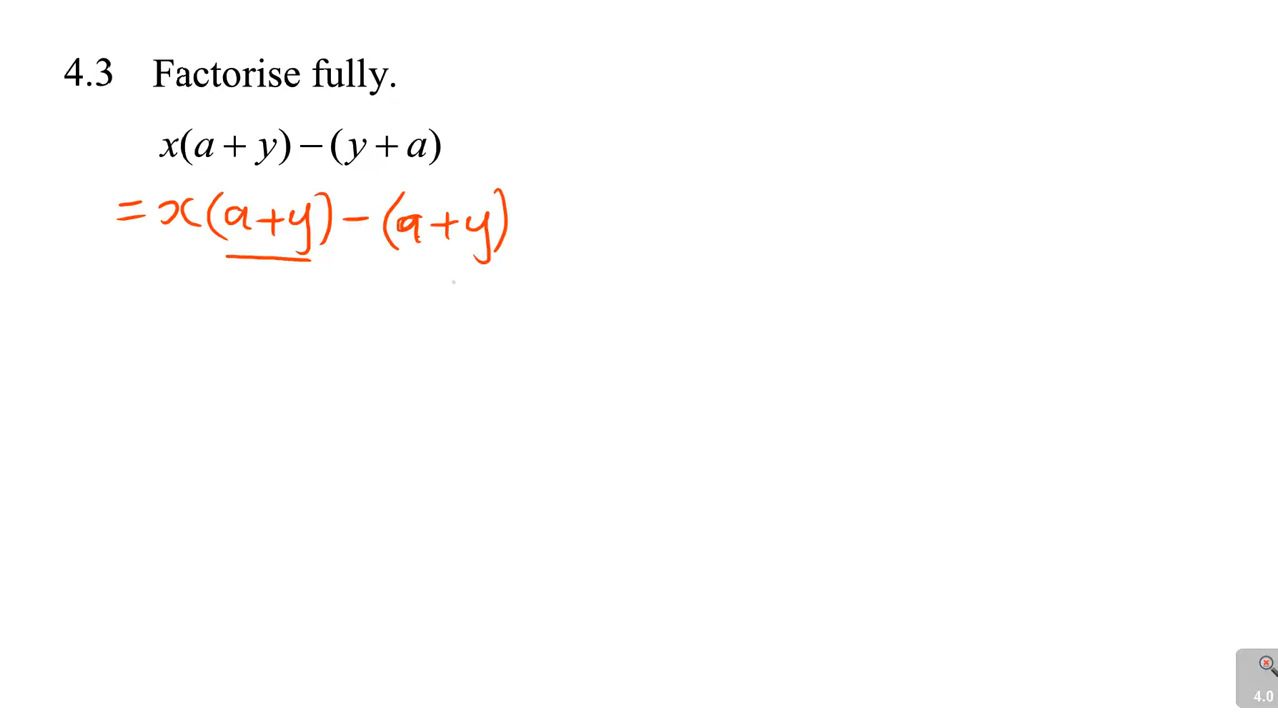 4.3 Factorise fully.
x(a + y) − (y + a)
= x(a+y) − (a+y)
4.0